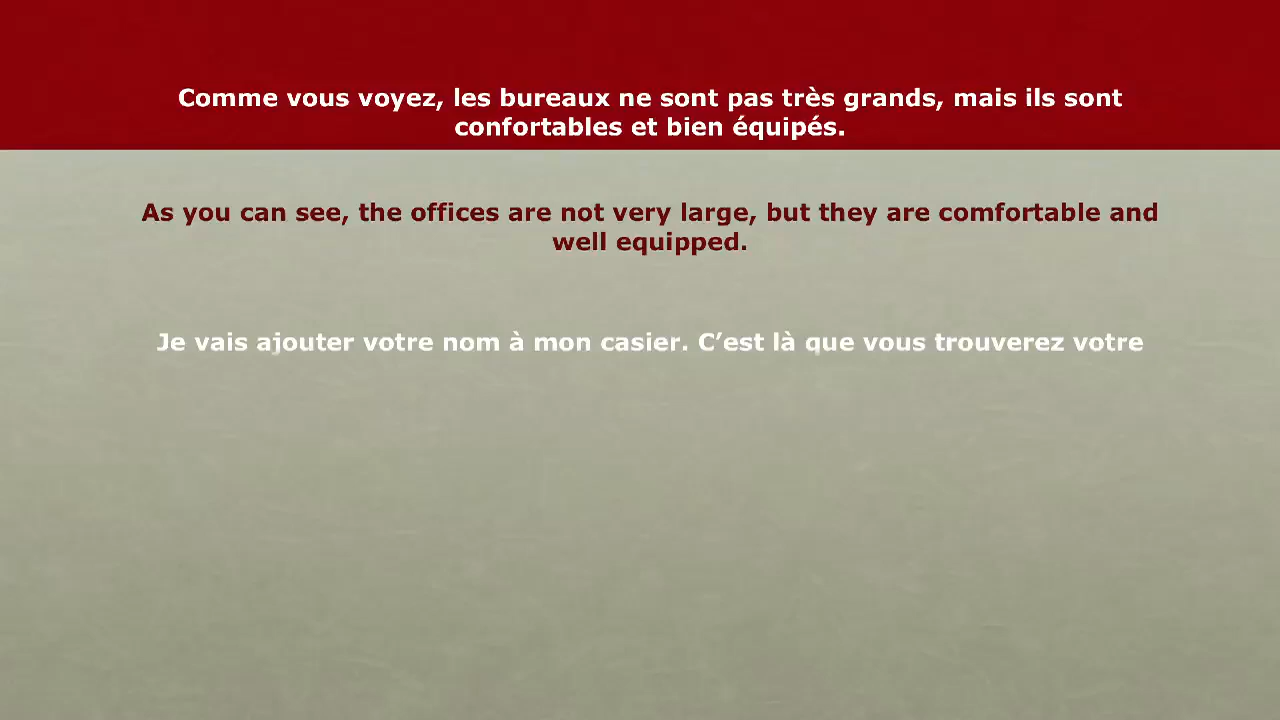 Comme vous voyez, les bureaux ne sont pas très grands, mais ils sont
confortables et bien équipés.
As you can see, the offices are not very large, but they are comfortable and
well equipped.
Je vais ajouter votre nom à mon casier. C’est là que vous trouverez votre